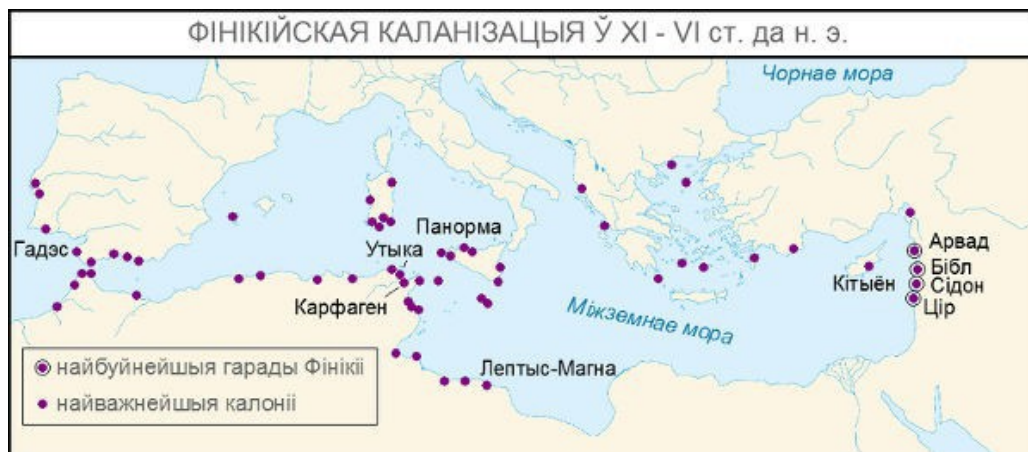 ФІНІКІЙСКАЯ КАЛАНІЗАЦЫЯ Ў XI - VI ст. да н. э.
Чорнае мора
Гадэс
Утыка
Панорма
Карфаген
Кітыён
Арвад
Бібл
Сідон
Цір
Міжземнае мора
Лептыс-Магна
найбуйнейшыя гарады Фінікіі
найважнейшыя калоніі